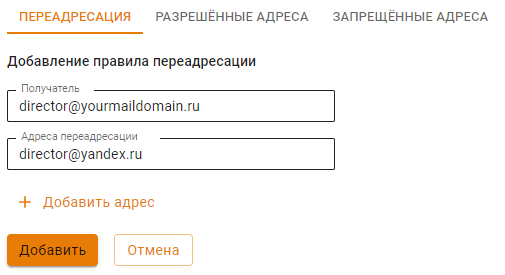 ПЕРЕАДРЕСАЦИЯ РАЗРЕШЁННЫЕ АДРЕСА ЗАПРЕЩЁННЫЕ АДРЕСА
Добавление правила переадресации
Получатель
director@yourmaildomain.ru
Адреса переадресации
director@yandex.ru
+ Добавить адрес
Добавить Отмена